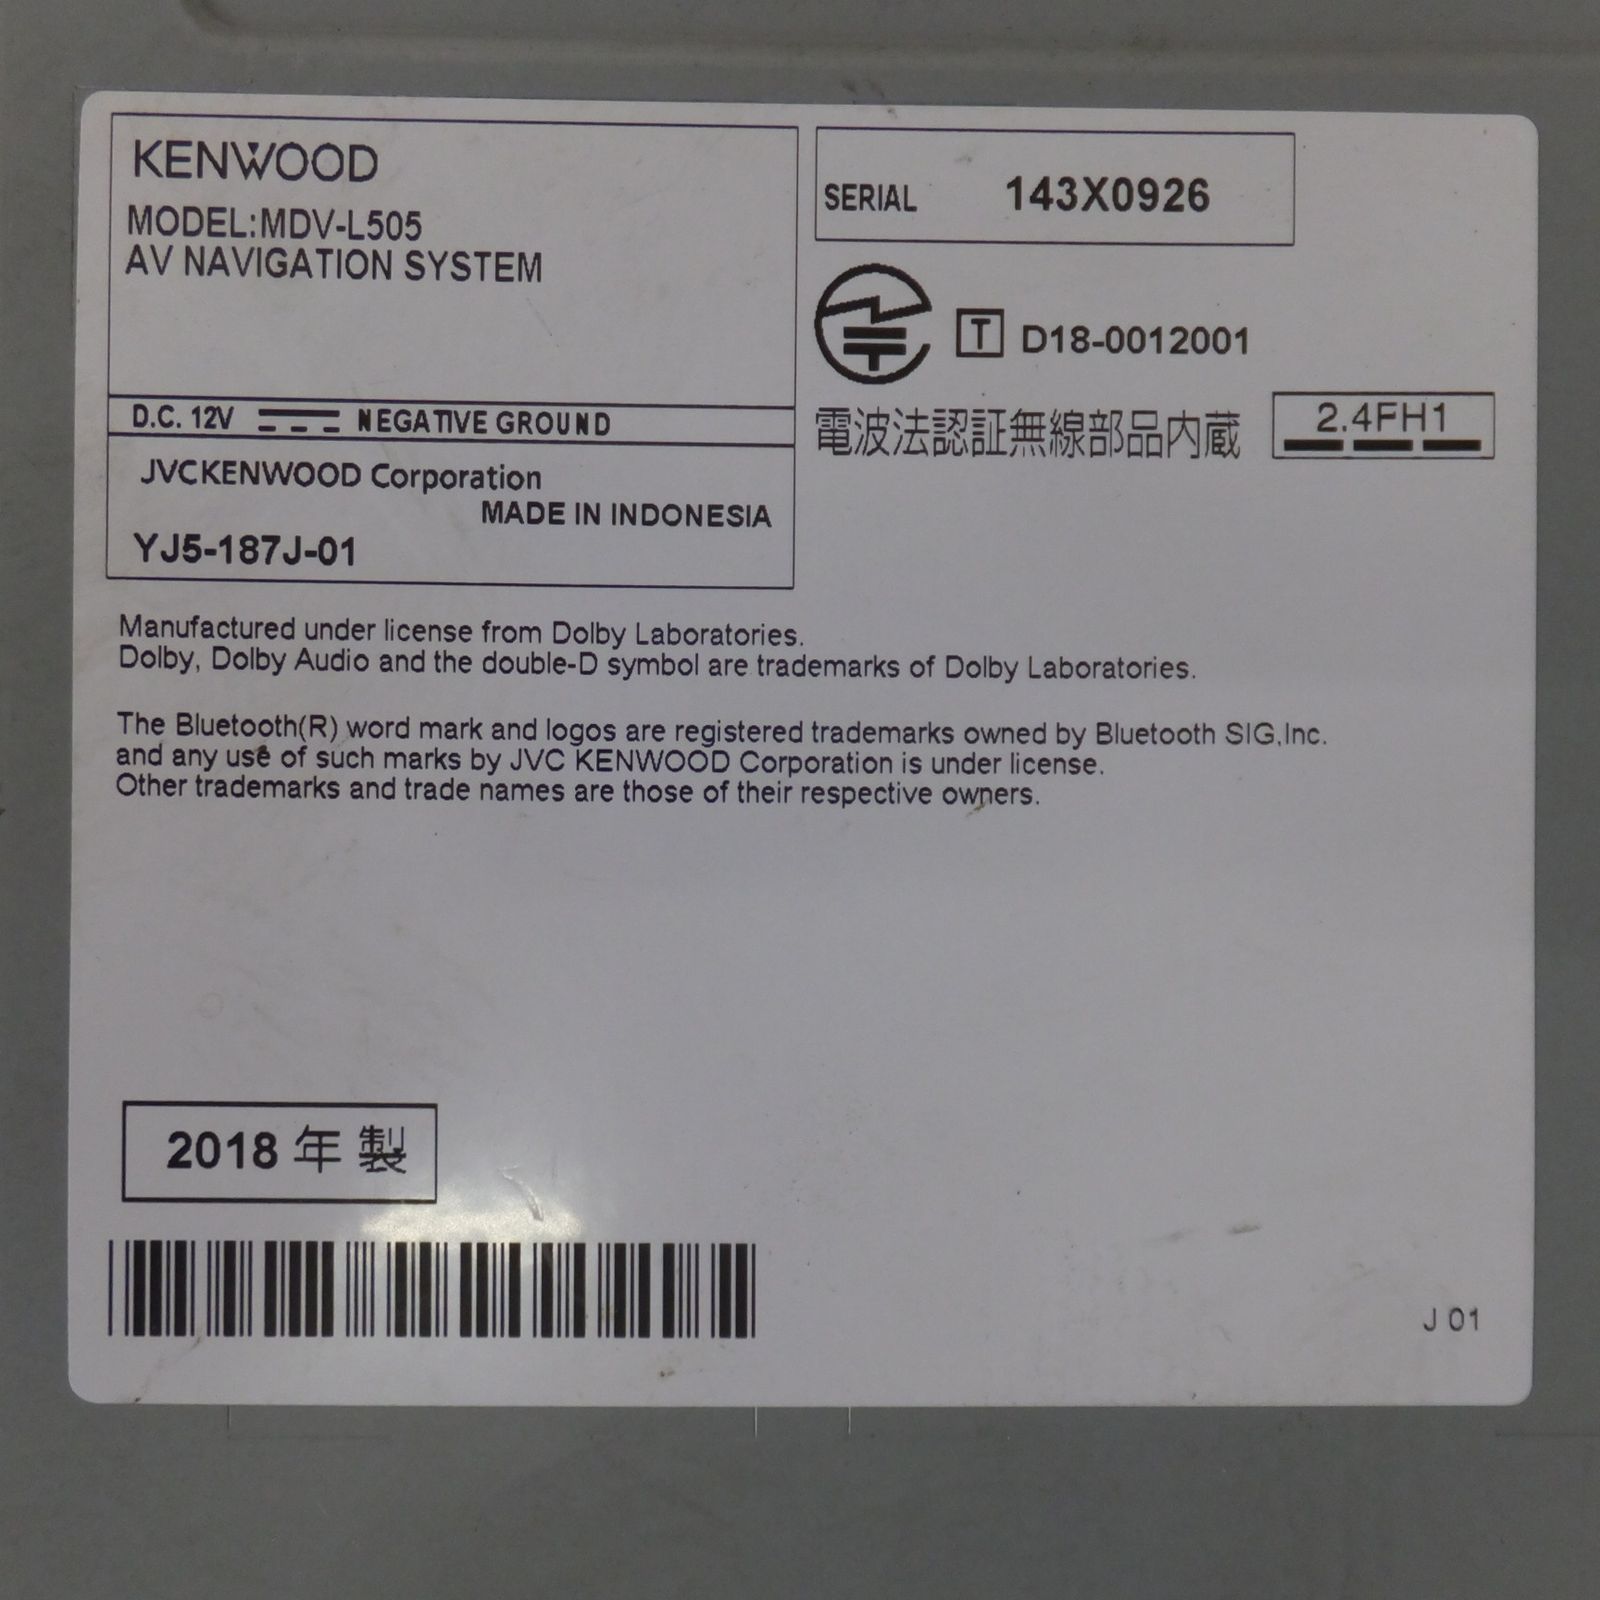 KENWOOD
MODEL:MDV-L505
AV NAVIGATION SYSTEM
D.C. 12V NEGATIVE GROUND
JVCKENWOOD Corporation
MADE IN INDONESIA
YJ5-187J-01
SERIAL 143X0926
T D18-0012001
電波法認証無線部品内蔵 2.4FH1
Manufactured under license from Dolby Laboratories.
Dolby, Dolby Audio and the double-D symbol are trademarks of Dolby Laboratories.
The Bluetooth(R) word mark and logos are registered trademarks owned by Bluetooth SIG,Inc.
and any use of such marks by JVC KENWOOD Corporation is under license.
Other trademarks and trade names are those of their respective owners.
2018 年 製
J 01